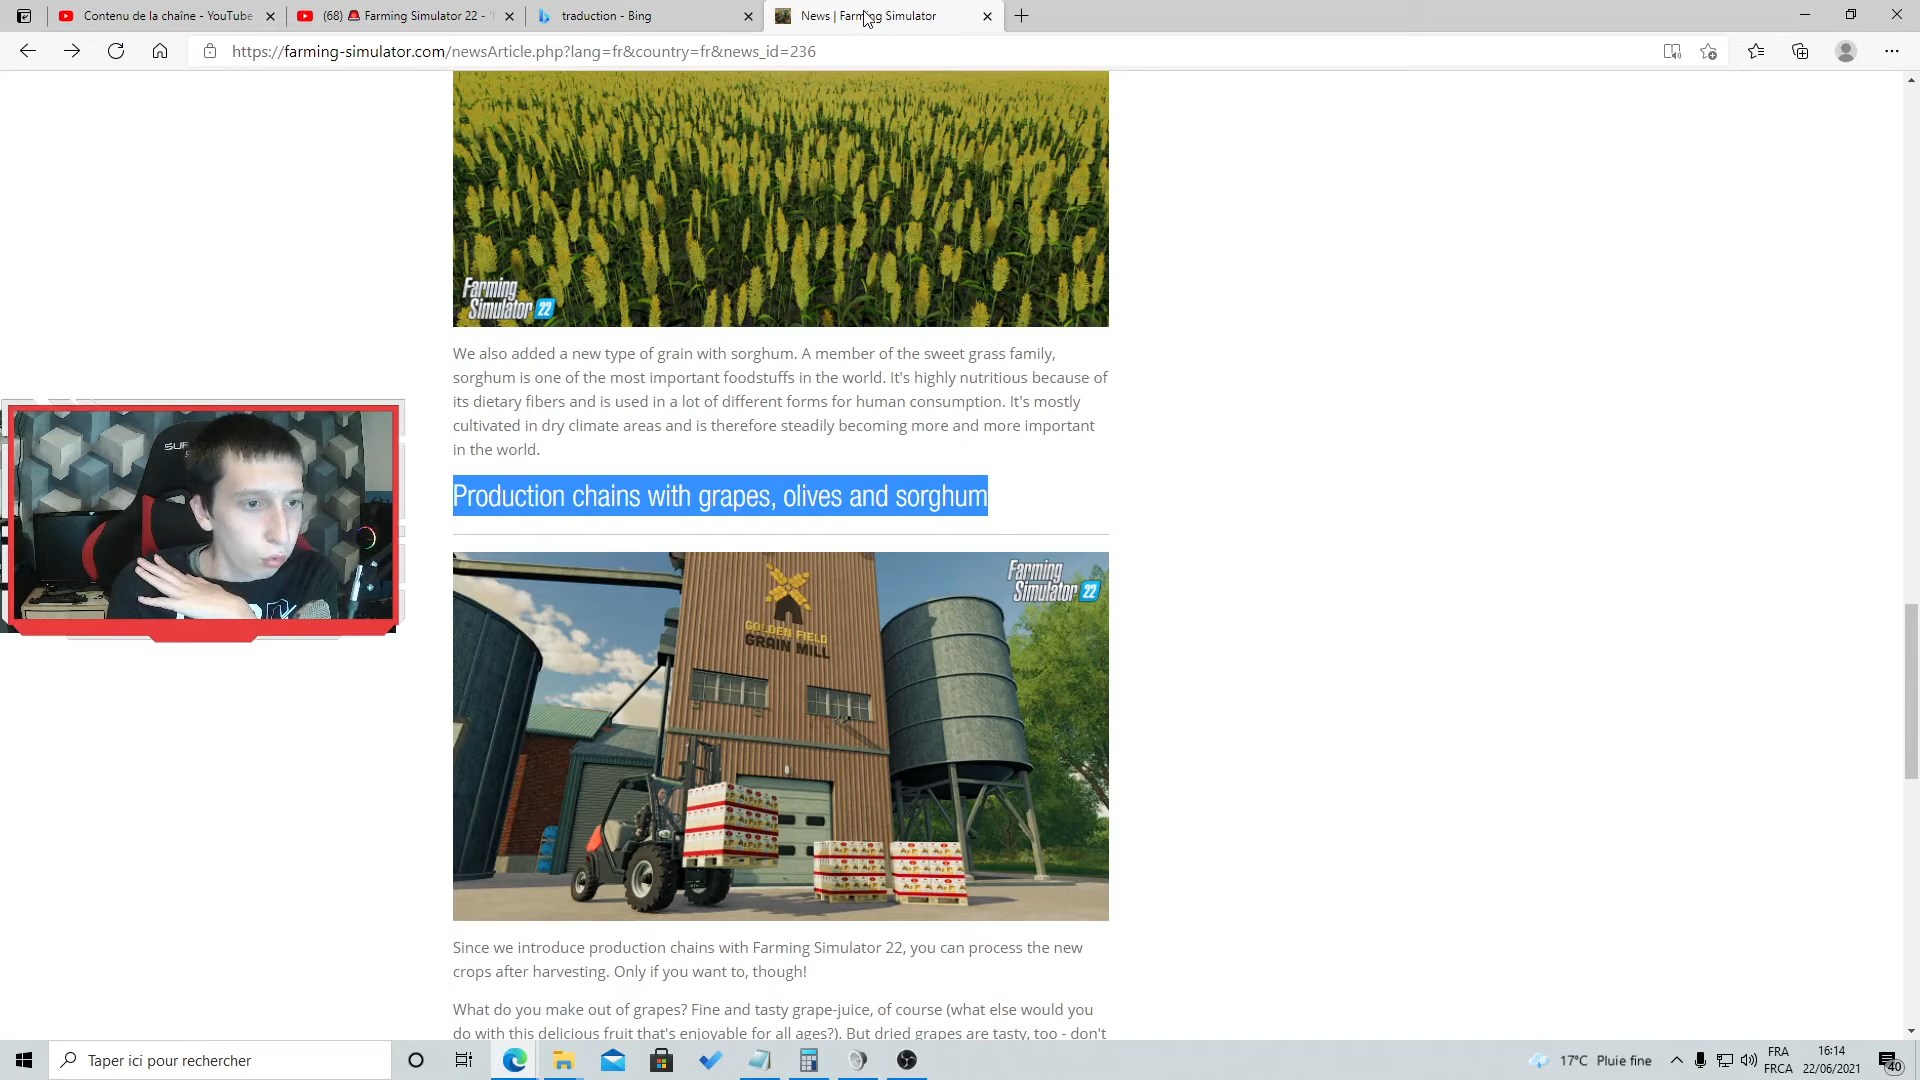 Contenu de la chaîne - YouTube
(68) 🚨 Farming Simulator 22 -
traduction - Bing
News | Farming Simulator
https://farming-simulator.com/newsArticle.php?lang=fr&country=fr&news_id=236
Farming
Simulator 22
We also added a new type of grain with sorghum. A member of the sweet grass family,
sorghum is one of the most important foodstuffs in the world. It's highly nutritious because of
its dietary fibers and is used in a lot of different forms for human consumption. It's mostly
cultivated in dry climate areas and is therefore steadily becoming more and more important
in the world.
Production chains with grapes, olives and sorghum
Farming
Simulator 22
GOLDEN FIELD
GRAIN MILL
Since we introduce production chains with Farming Simulator 22, you can process the new
crops after harvesting. Only if you want to, though!
What do you make out of grapes? Fine and tasty grape-juice, of course (what else would you
do with this delicious fruit that's enjoyable for all ages?). But dried grapes are tasty, too - don't
Taper ici pour rechercher
17°C Pluie fine
FRA
FRCA
16:14
22/06/2021
40